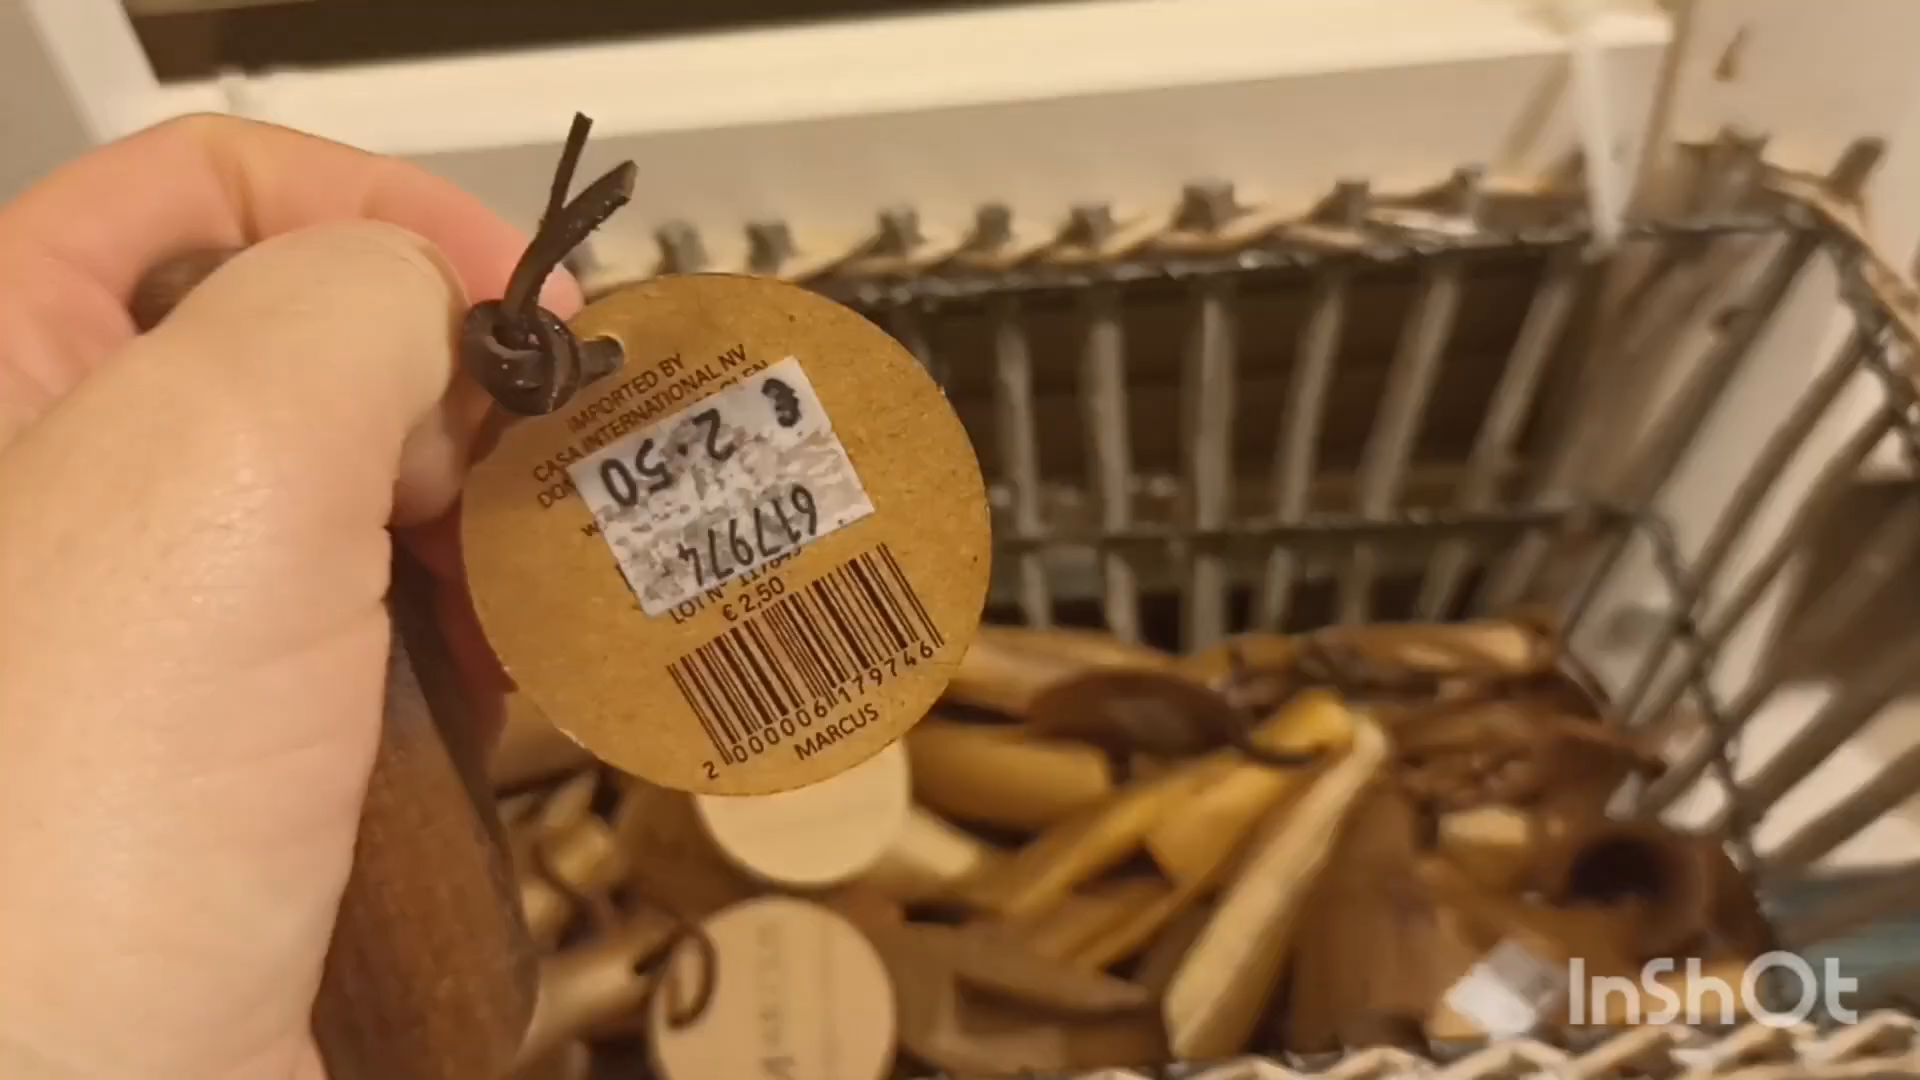 IMPORTED BY
CASA INTERNATIONAL NV
€ 2.50
617974
LOT N°
€ 2,50
2 000006 179746
MARCUS
InShOt